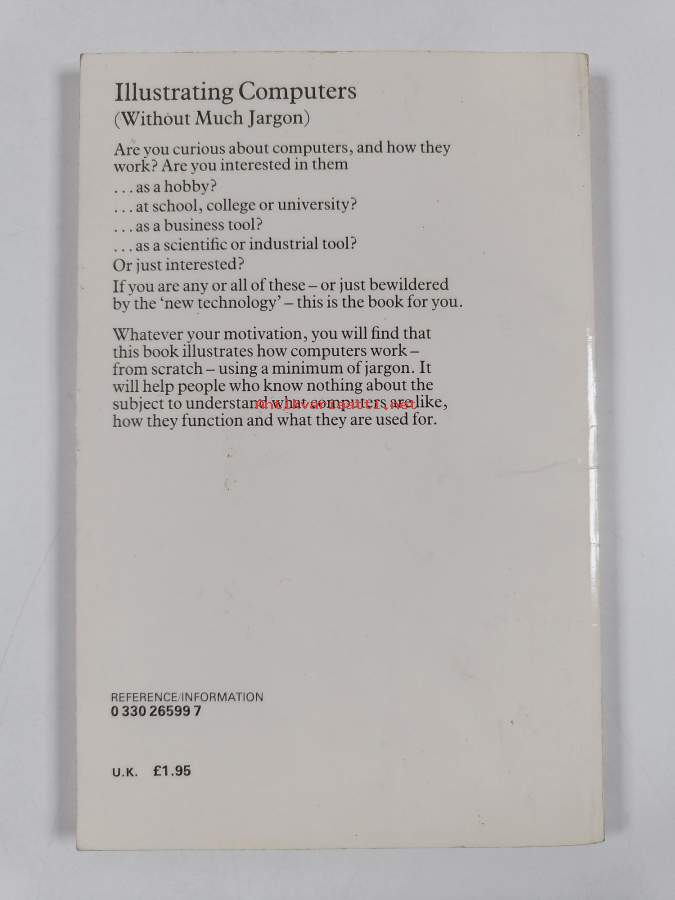 Illustrating Computers
(Without Much Jargon)
Are you curious about computers, and how they
work? Are you interested in them
...as a hobby?
...at school, college or university?
...as a business tool?
...as a scientific or industrial tool?
Or just interested?
If you are any or all of these – or just bewildered
by the ‘new technology’ – this is the book for you.
Whatever your motivation, you will find that
this book illustrates how computers work –
from scratch – using a minimum of jargon. It
will help people who know nothing about the
subject to understand what computers are like,
Antikvariaatti.net
how they function and what they are used for.
REFERENCE/INFORMATION
0 330 26599 7
U.K. £1.95